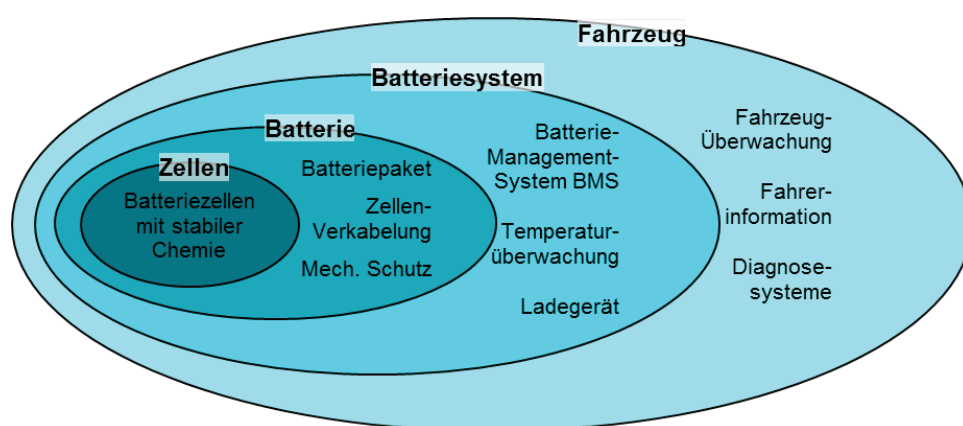 Fahrzeug
Batteriesystem
Batterie
Zellen
Batteriezellen
mit stabiler
Chemie
Batteriepaket
Zellen-
Verkabelung
Mech. Schutz
Batterie-
Management-
System BMS
Temperatur-
überwachung
Ladegerät
Fahrzeug-
Überwachung
Fahrer-
information
Diagnose-
systeme